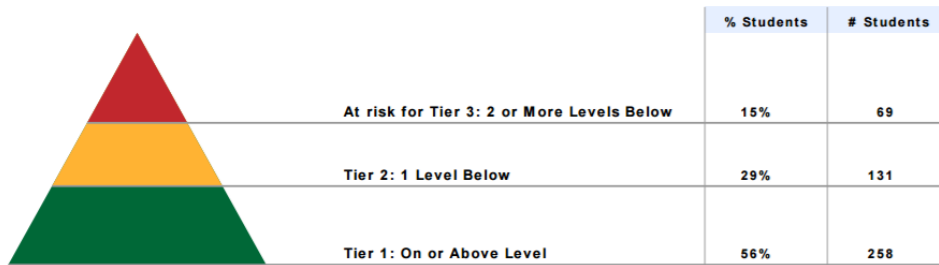 % Students # Students
At risk for Tier 3: 2 or More Levels Below 15% 69
Tier 2: 1 Level Below 29% 131
Tier 1: On or Above Level 56% 258